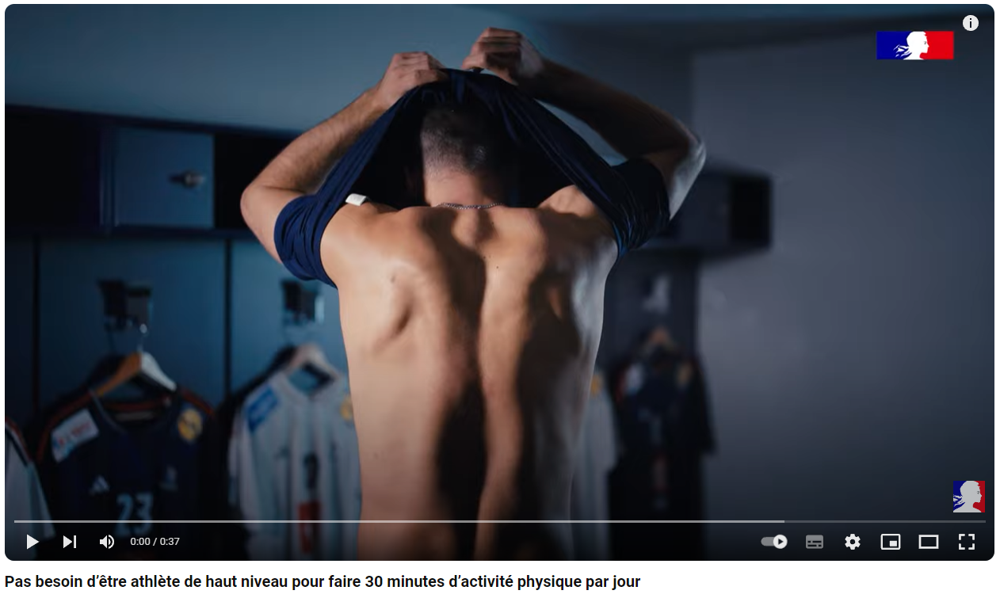 23
0:00 / 0:37
Pas besoin d’être athlète de haut niveau pour faire 30 minutes d’activité physique par jour